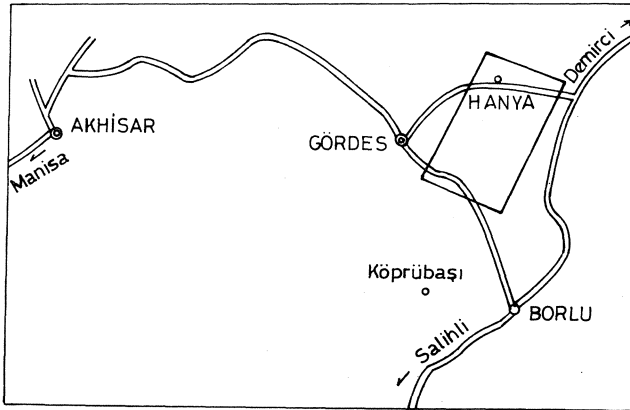 Demirci
HANYA
AKHİSAR
GÖRDES
Manisa
Köprübaşı
BORLU
Salihli